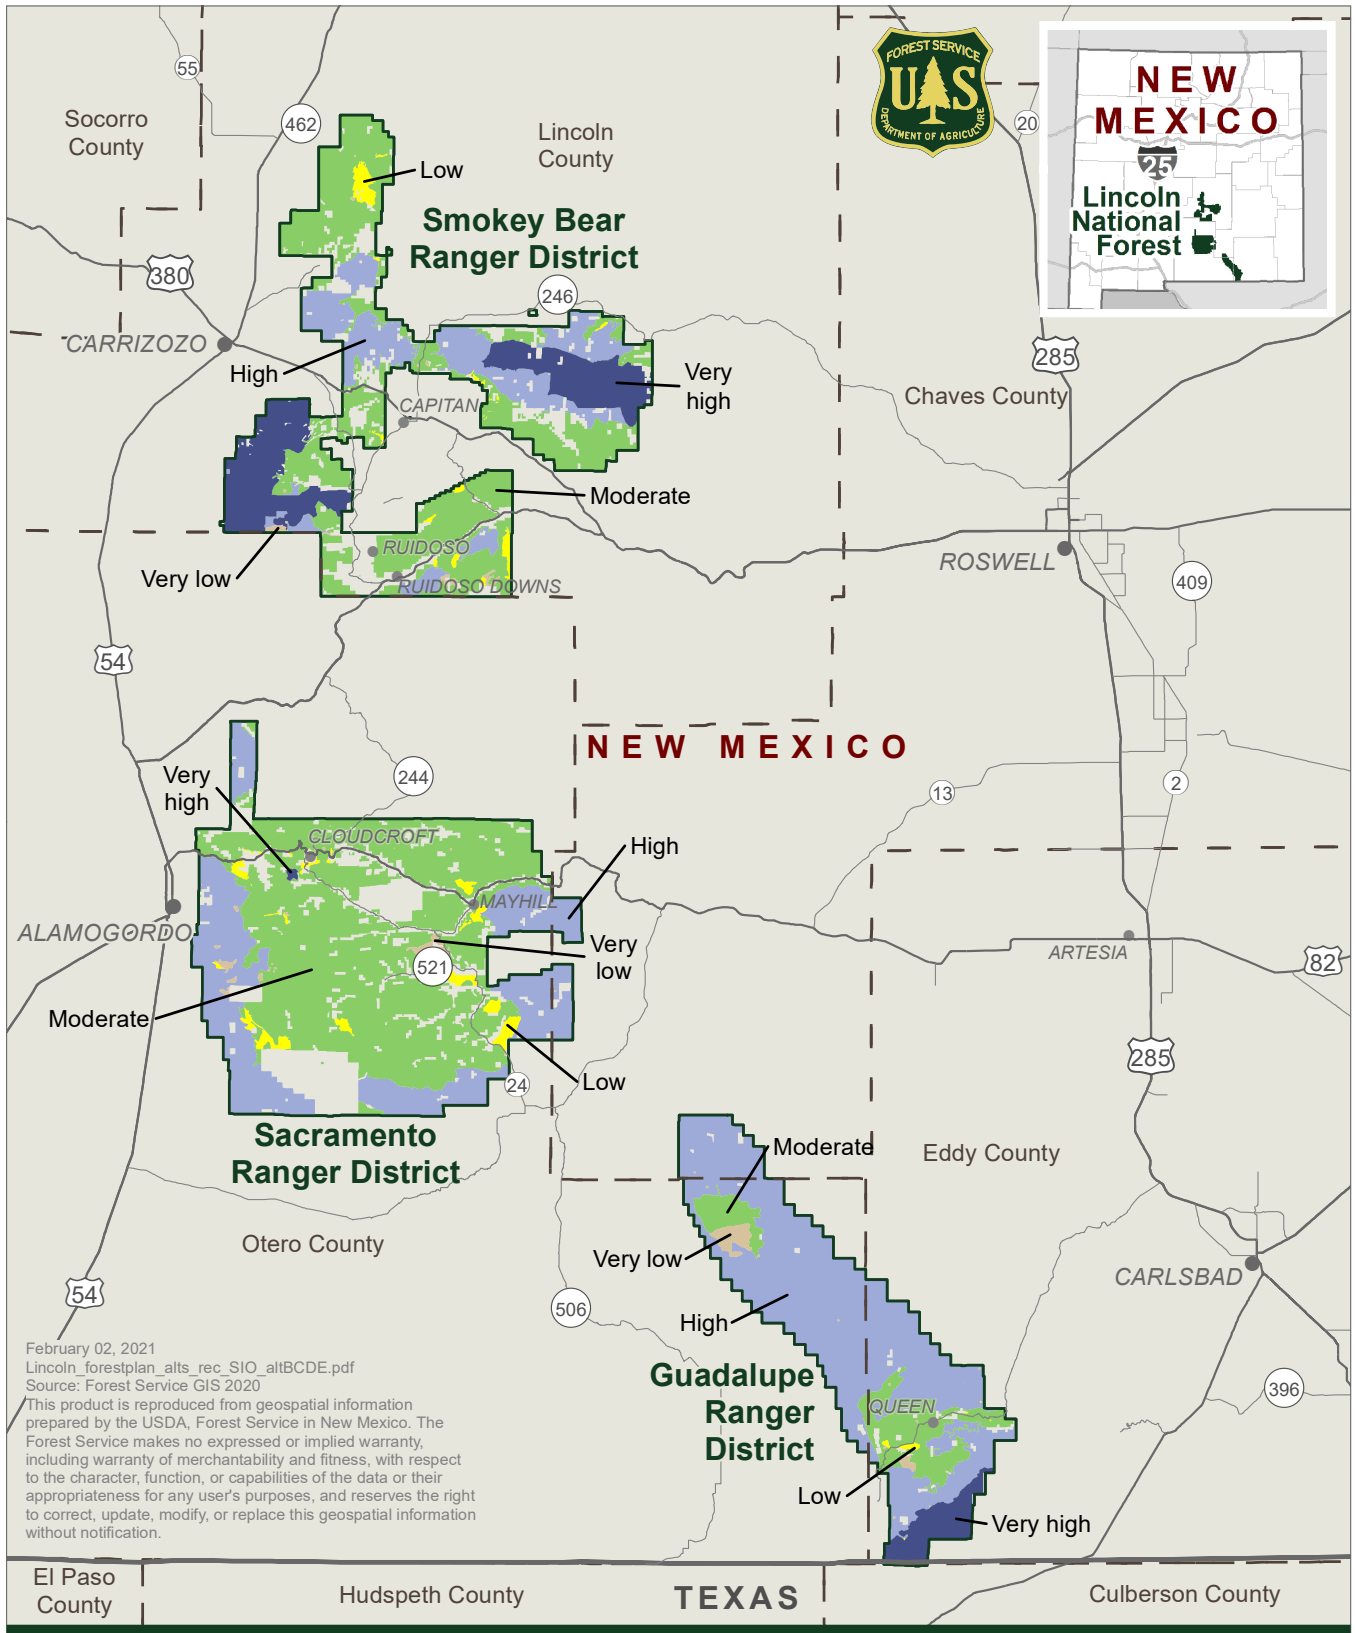 55
462
Socorro
County
Lincoln
County
FOREST SERVICE
US
DEPARTMENT OF AGRICULTURE
20
NEW
MEXICO
25
Lincoln
National
Forest
Low
Smokey Bear
Ranger District
380
246
CARRIZOZO
High
285
Very
high
CAPITAN
Chaves County
Moderate
RUIDOSO
ROSWELL
Very low
RUIDOSO DOWNS
409
54
NEW MEXICO
Very
high
244
13
2
CLOUDCROFT
High
MAYHILL
ALAMOGORDO
Very
low
521
ARTESIA
82
Moderate
285
Low
24
Sacramento
Ranger District
Moderate
Eddy County
Otero County
Very low
CARLSBAD
54
506
High
February 02, 2021
Lincoln_forestplan_alts_rec_SIO_altBCDE.pdf
Source: Forest Service GIS 2020
This product is reproduced from geospatial information
prepared by the USDA, Forest Service in New Mexico. The
Forest Service makes no expressed or implied warranty,
including warranty of merchantability and fitness, with respect
to the character, function, or capabilities of the data or their
appropriateness for any user's purposes, and reserves the right
to correct, update, modify, or replace this geospatial information
without notification.
Guadalupe
Ranger
District
396
QUEEN
Low
Very high
El Paso
County
Hudspeth County
TEXAS
Culberson County